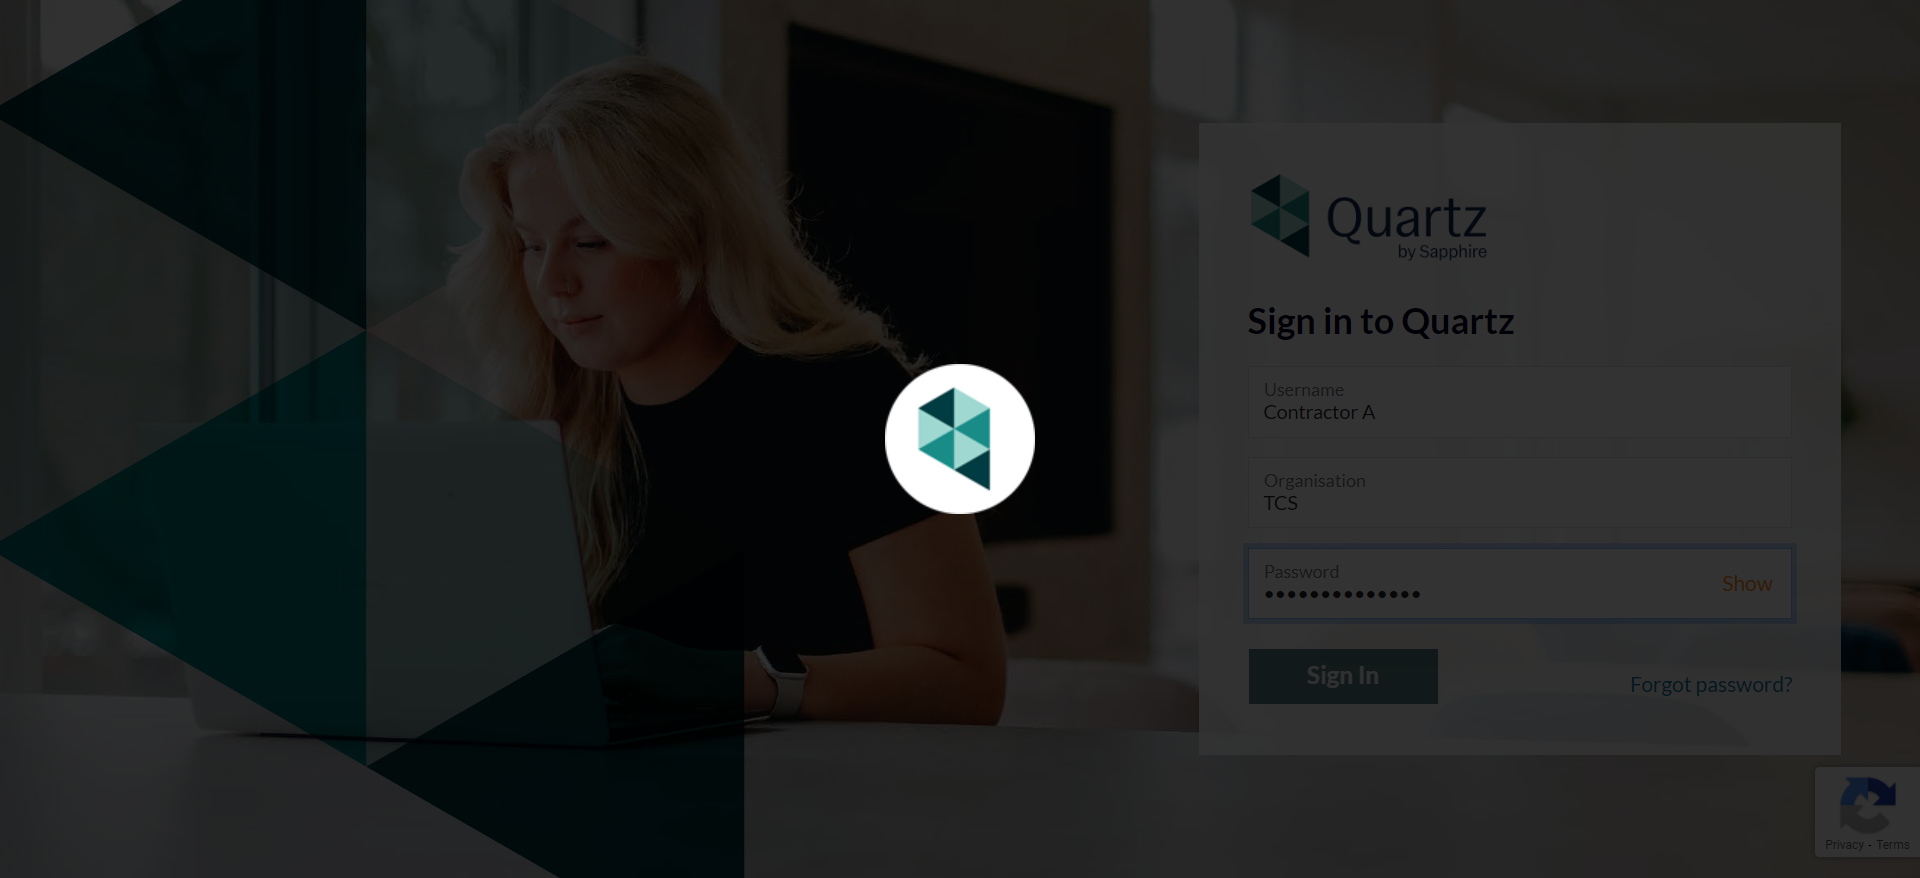 Quartz
by Sapphire
Sign in to Quartz
Username
Contractor A
Organisation
TCS
Password
••••••••••••••
Show
Sign In
Forgot password?
Privacy - Terms